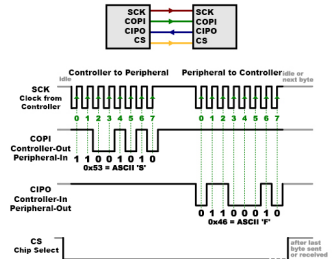 SCK SCK
COPI COPI
CIPO CIPO
CS CS
Controller to Peripheral Peripheral to Controller idle or
next byte
idle
SCK
Clock from
Controller
0 1 2 3 4 5 6 7 0 1 2 3 4 5 6 7
COPI
Controller-Out
Peripheral-In
1 1 0 0 1 0 1 0
0x53 = ASCII 'S'
CIPO
Controller-In
Peripheral-Out
0 1 1 0 0 0 1 0
0x46 = ASCII 'F'
CS
Chip Select
after last
byte sent
or received